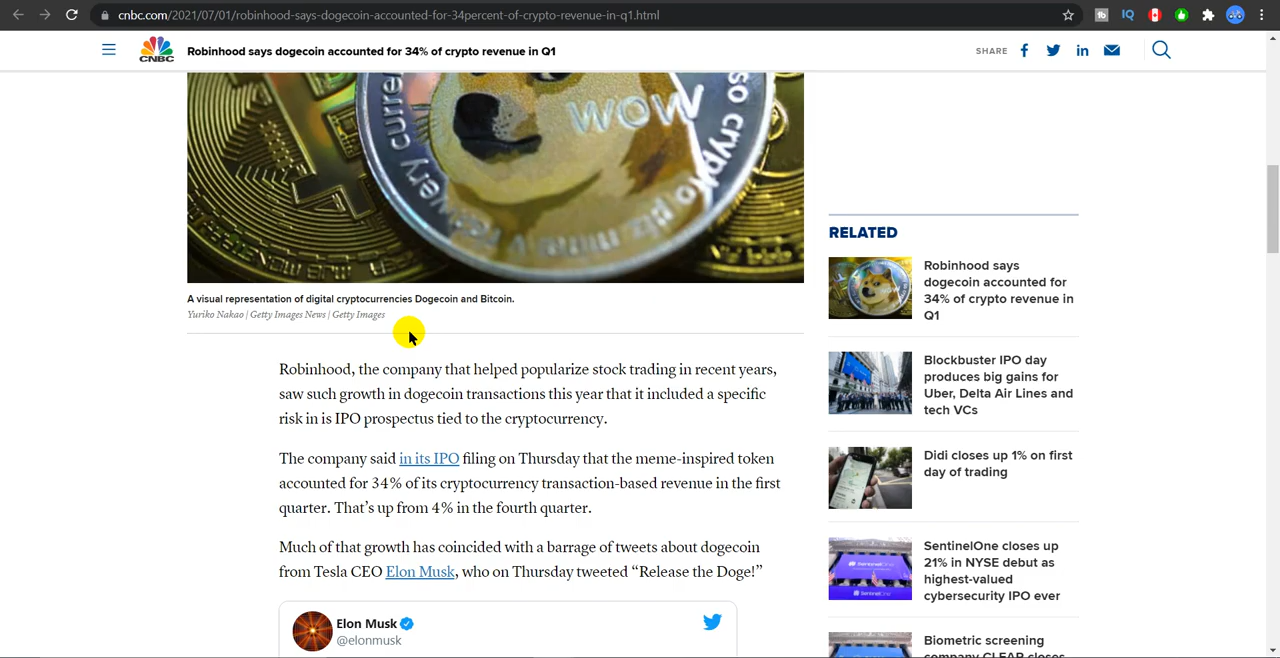 cnbc.com/2021/07/01/robinhood-says-dogecoin-accounted-for-34percent-of-crypto-revenue-in-q1.html
CNBC
Robinhood says dogecoin accounted for 34% of crypto revenue in Q1
SHARE
WOW
so crypto
A visual representation of digital cryptocurrencies Dogecoin and Bitcoin.
Yuriko Nakao | Getty Images News | Getty Images
Robinhood, the company that helped popularize stock trading in recent years,
saw such growth in dogecoin transactions this year that it included a specific
risk in is IPO prospectus tied to the cryptocurrency.
The company said in its IPO filing on Thursday that the meme-inspired token
accounted for 34% of its cryptocurrency transaction-based revenue in the first
quarter. That’s up from 4% in the fourth quarter.
Much of that growth has coincided with a barrage of tweets about dogecoin
from Tesla CEO Elon Musk, who on Thursday tweeted “Release the Doge!”
Elon Musk
@elonmusk
RELATED
Robinhood says
dogecoin accounted for
34% of crypto revenue in
Q1
Blockbuster IPO day
produces big gains for
Uber, Delta Air Lines and
tech VCs
Didi closes up 1% on first
day of trading
SentinelOne closes up
21% in NYSE debut as
highest-valued
cybersecurity IPO ever
Biometric screening
company CLEAR closes